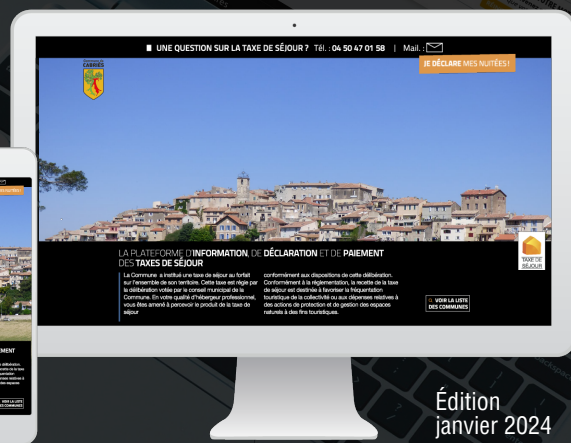 UNE QUESTION SUR LA TAXE DE SÉJOUR ? Tél. : 04 50 47 01 58 | Mail. :
JE DÉCLARE MES NUITÉES !
CABRIÈS
LA PLATEFORME D'INFORMATION, DE DÉCLARATION ET DE PAIEMENT
DES TAXES DE SÉJOUR
La Commune a institué une taxe de séjour au forfait
sur l'ensemble de son territoire. Cette taxe est régie par
la délibération votée par le conseil municipal de la
Commune. En votre qualité d'hébergeur professionnel,
vous êtes amené à percevoir le produit de la taxe de
séjour
conformément aux dispositions de cette délibération.
Conformément à la réglementation, la recette de la taxe
de séjour est destinée à favoriser la fréquentation
touristique de la collectivité ou aux dépenses relatives à
des actions de protection et de gestion des espaces
naturels à des fins touristiques.
TAXE DE
SÉJOUR
VOIR LA LISTE
DES COMMUNES
Édition
janvier 2024